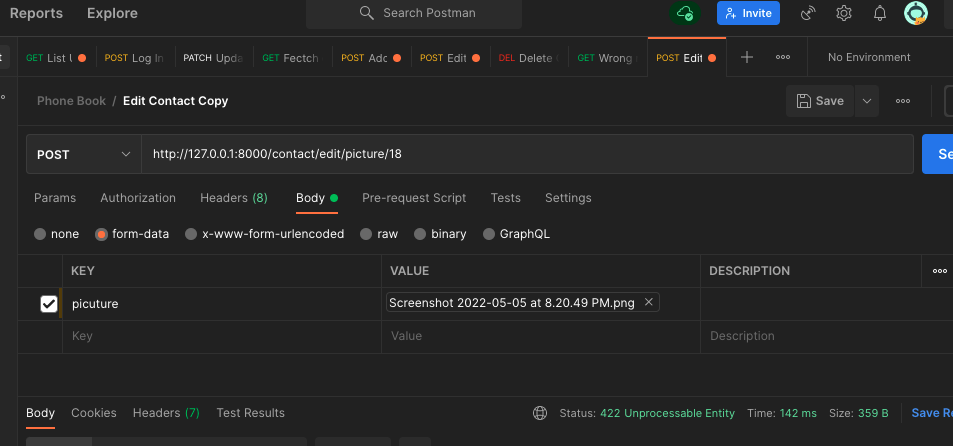 Reports Explore Search Postman Invite
GET List POST Log In PATCH Upda GET Fectch POST Adc POST Edit DEL Delete GET Wrong POST Edit + No Environment
Phone Book / Edit Contact Copy Save
POST http://127.0.0.1:8000/contact/edit/picture/18 Se
Params Authorization Headers (8) Body Pre-request Script Tests Settings
none form-data x-www-form-urlencoded raw binary GraphQL
KEY VALUE DESCRIPTION
picuture Screenshot 2022-05-05 at 8.20.49 PM.png
Key Value Description
Body Cookies Headers (7) Test Results Status: 422 Unprocessable Entity Time: 142 ms Size: 359 B Save Re